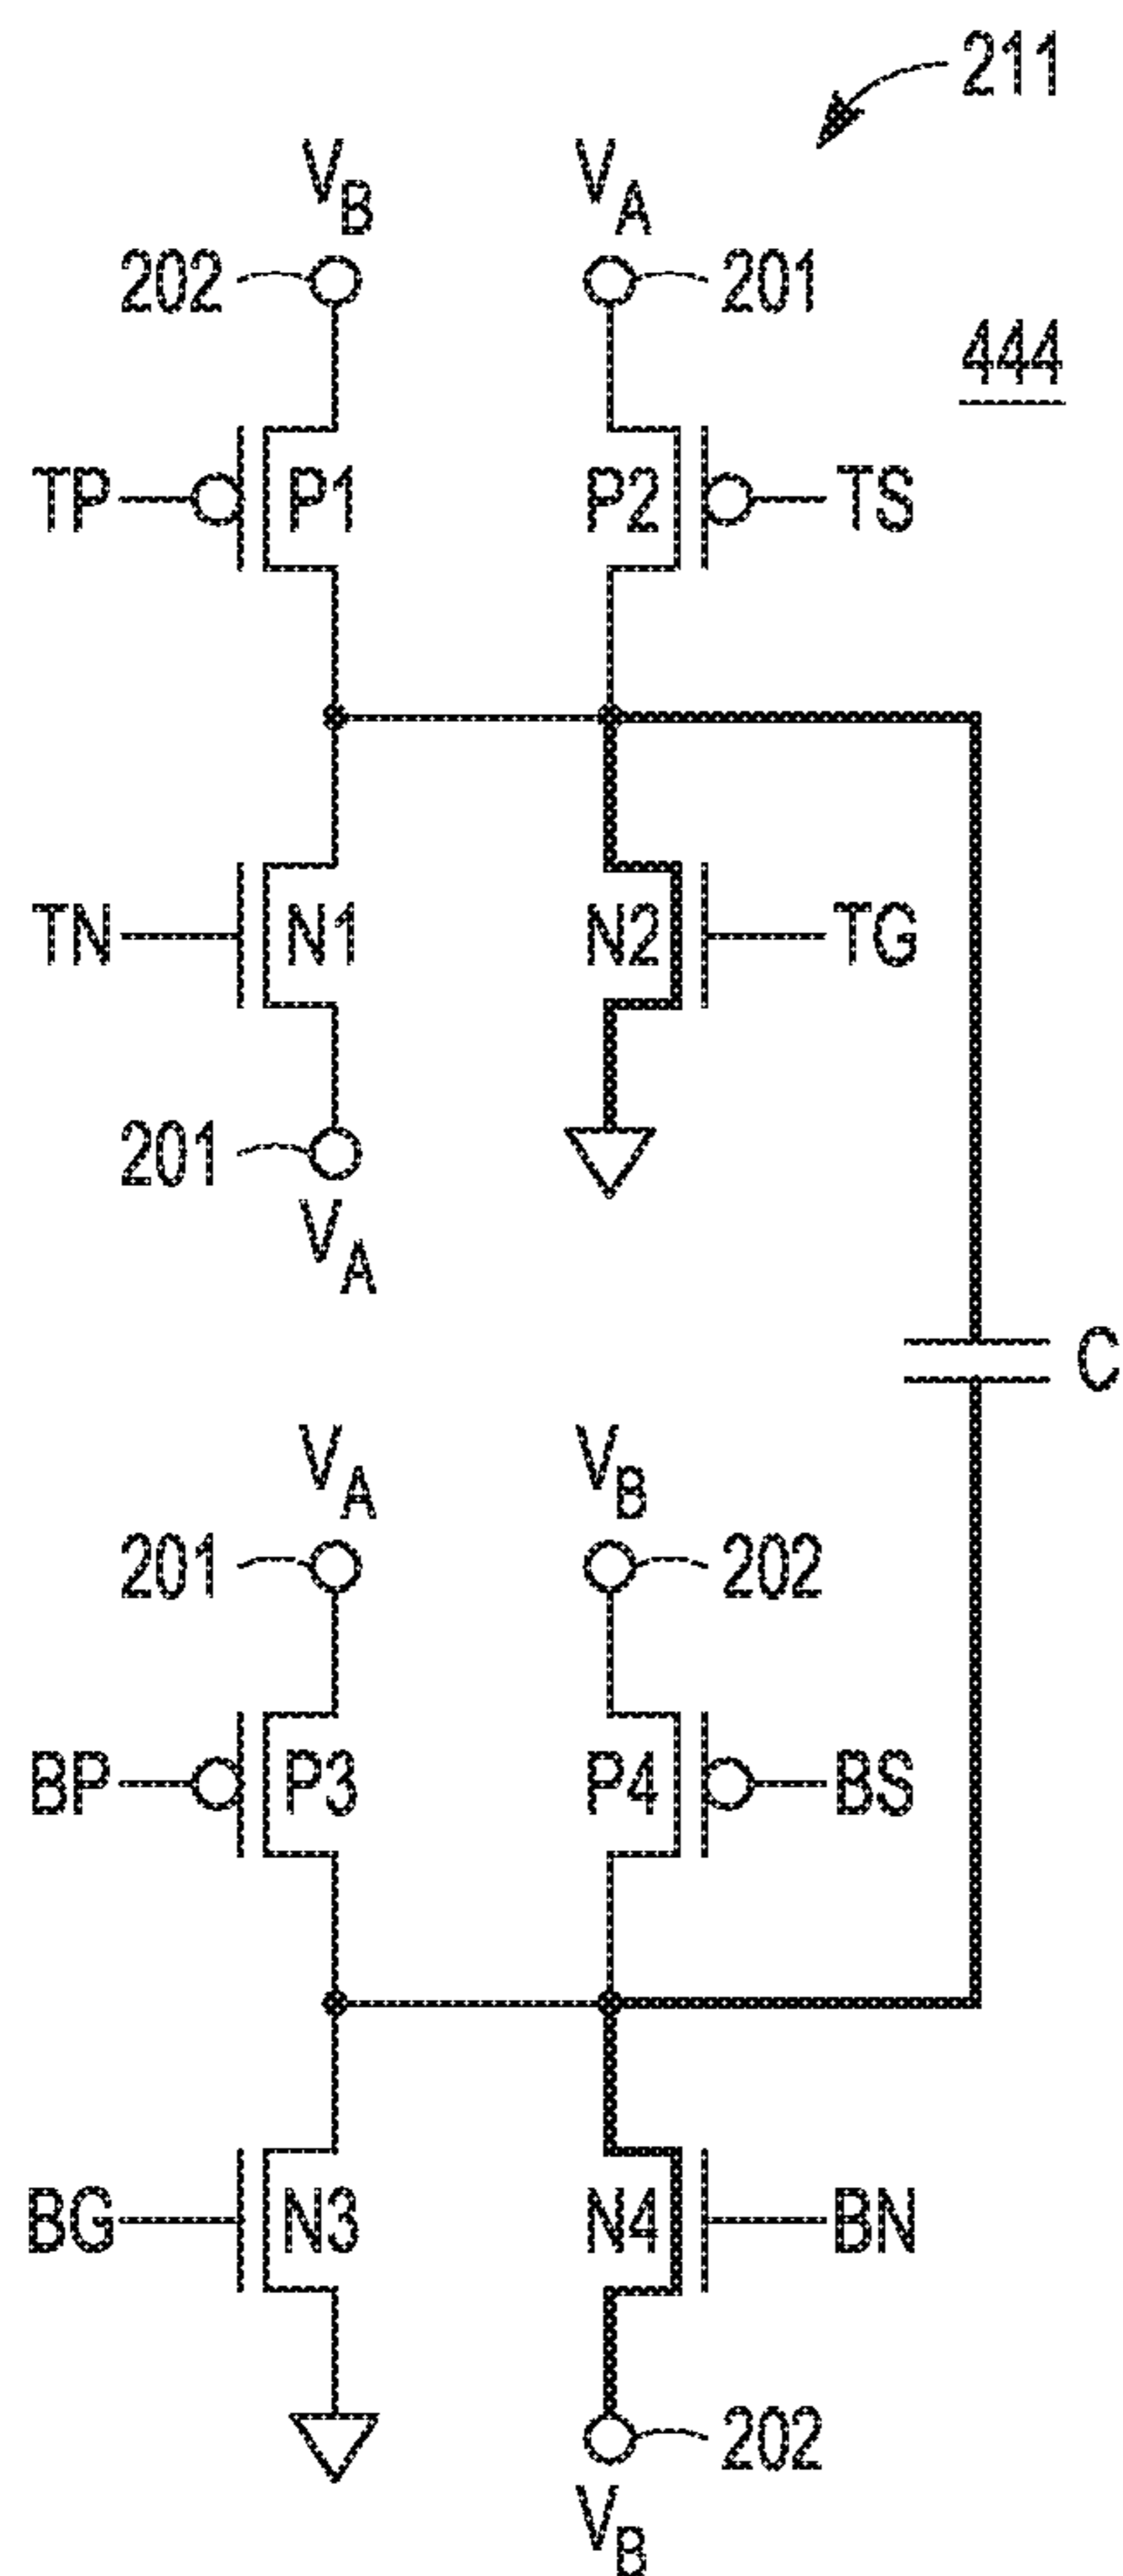 211
VB VA
202 201
444
TP P1 P2 TS
TN N1 N2 TG
201
VA
C
VA VB
201 202
BP P3 P4 BS
BG N3 N4 BN
202
VB